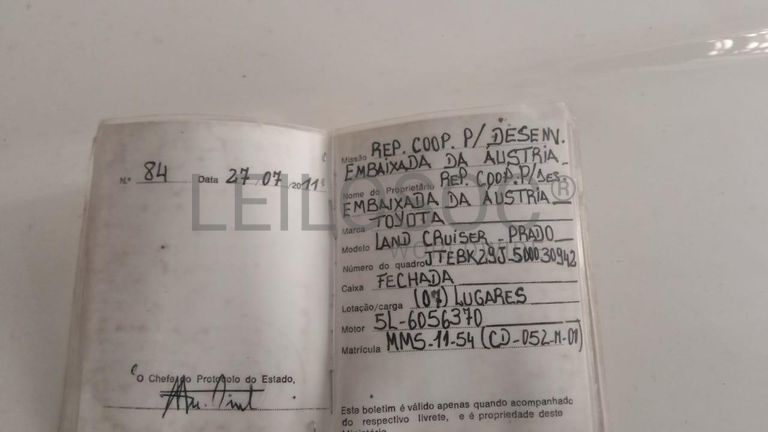 N.º 84 Data 27/07/2011
O Chefe do Protocolo do Estado,
Missão REP. COOP. P/ DESENV.
EMBAIXADA DA ÁUSTRIA
Nome do Proprietário REP. COOP. P/DES
EMBAIXADA DA ÁUSTRIA
Marca TOYOTA
Modelo LAND CRUISER - PRADO
Número do quadro JTEBK29J-500030942
Caixa FECHADA
Lotação/carga (07) LUGARES
Motor 5L-6056370
Matrícula MMS-11-54 (CD-052-M-01)
Este boletim é válido apenas quando acompanhado
do respectivo livrete, e é propriedade deste
LEILOSOC®